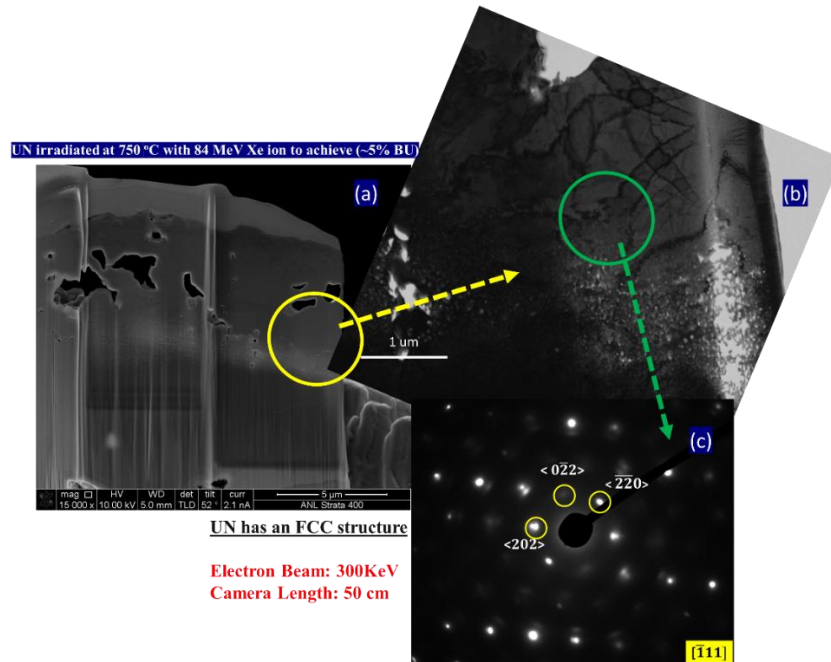 UN irradiated at 750 °C with 84 MeV Xe ion to achieve (~5% BU)
(a)
(b)
1 um
mag □ HV WD det tilt curr 5 µm
15 000 x 10.00 kV 5.0 mm TLD 52 ° 2.1 nA ANL Strata 400
(c)
< 02̅2̅ >
< 2̅2̅0 >
<202>
[1̅11]
UN has an FCC structure
Electron Beam: 300KeV
Camera Length: 50 cm